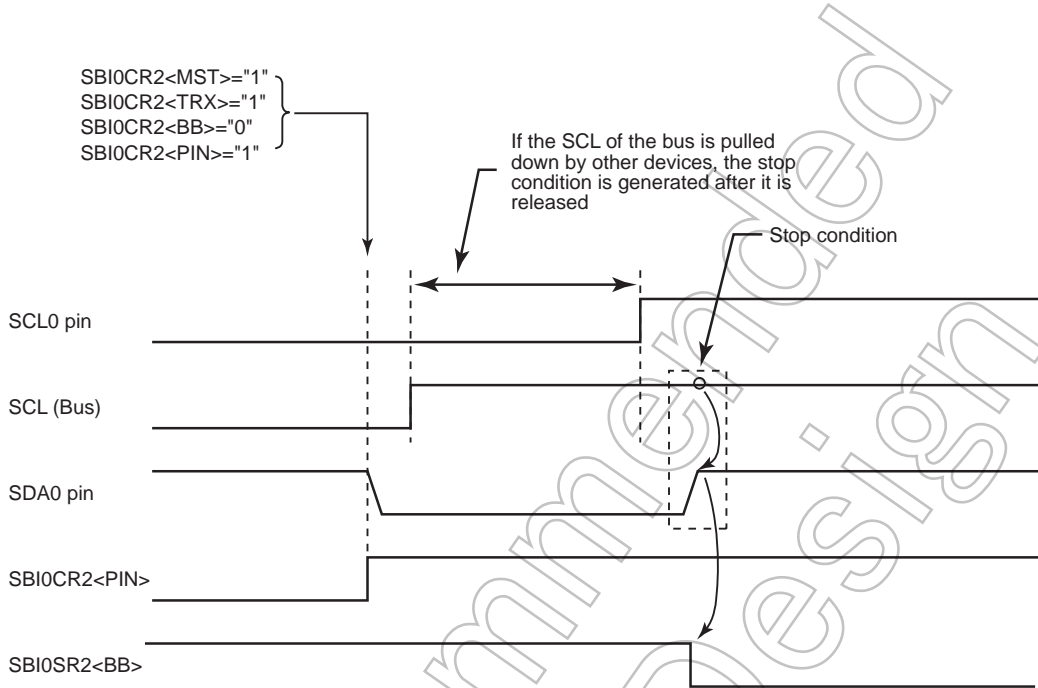 SBI0CR2<MST>="1"
SBI0CR2<TRX>="1"
SBI0CR2<BB>="0"
SBI0CR2<PIN>="1"
If the SCL of the bus is pulled
down by other devices, the stop
condition is generated after it is
released
Stop condition
SCL0 pin
SCL (Bus)
SDA0 pin
SBI0CR2<PIN>
SBI0SR2<BB>
mmended
Design